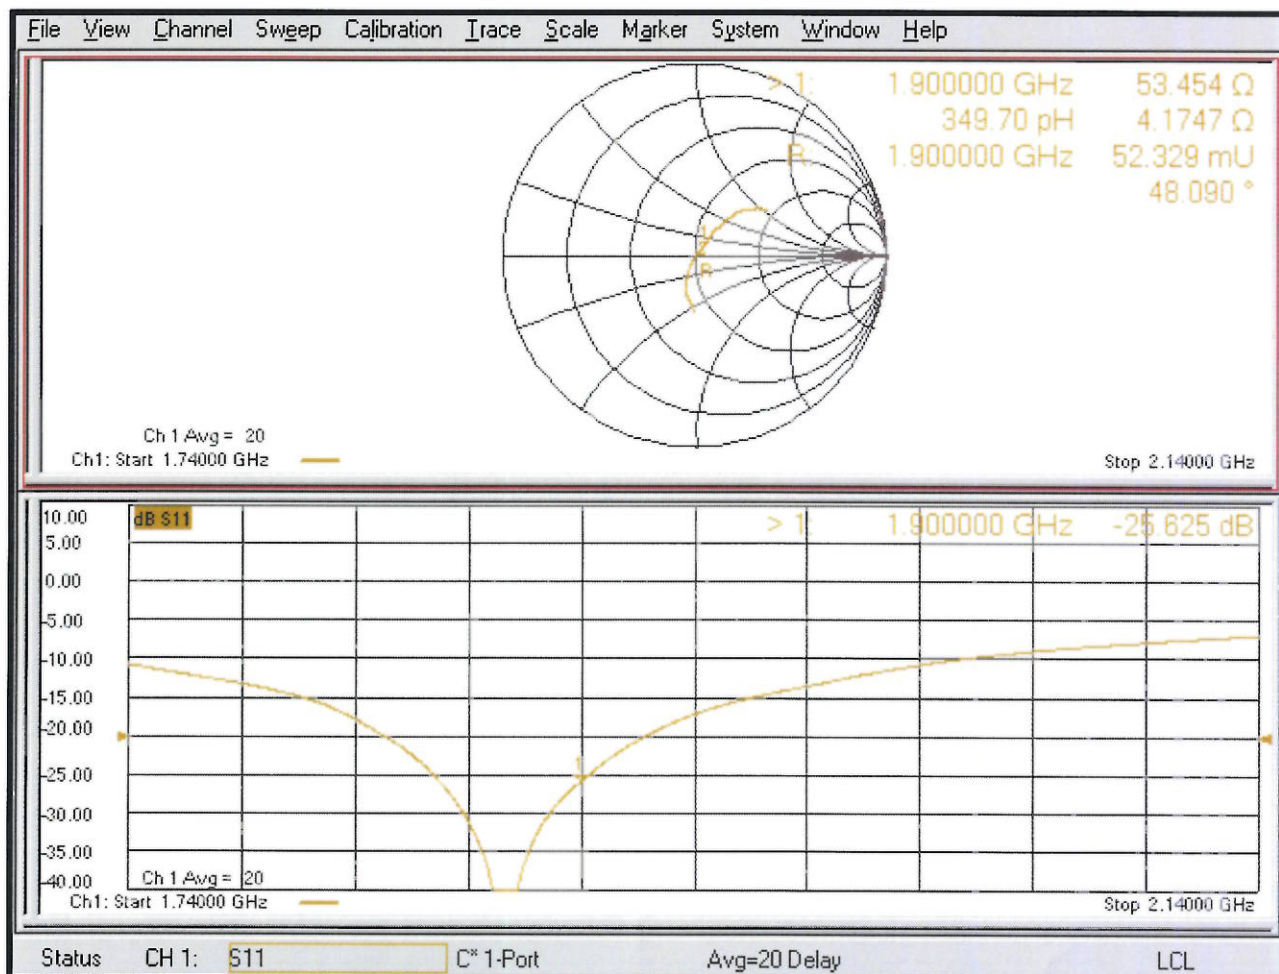 File View Channel Sweep Calibration Trace Scale Marker System Window Help
> 1: 1.900000 GHz 53.454 Ω
349.70 pH 4.1747 Ω
R: 1.900000 GHz 52.329 mU
48.090 °
1
R
Ch 1 Avg = 20
Ch1: Start 1.74000 GHz Stop 2.14000 GHz
10.00 dB S11 > 1: 1.900000 GHz -25.625 dB
5.00
0.00
-5.00
-10.00
-15.00
-20.00
-25.00 1
-30.00
-35.00
-40.00 Ch 1 Avg = 20
Ch1: Start 1.74000 GHz Stop 2.14000 GHz
Status CH 1: S11 C* 1-Port Avg=20 Delay LCL